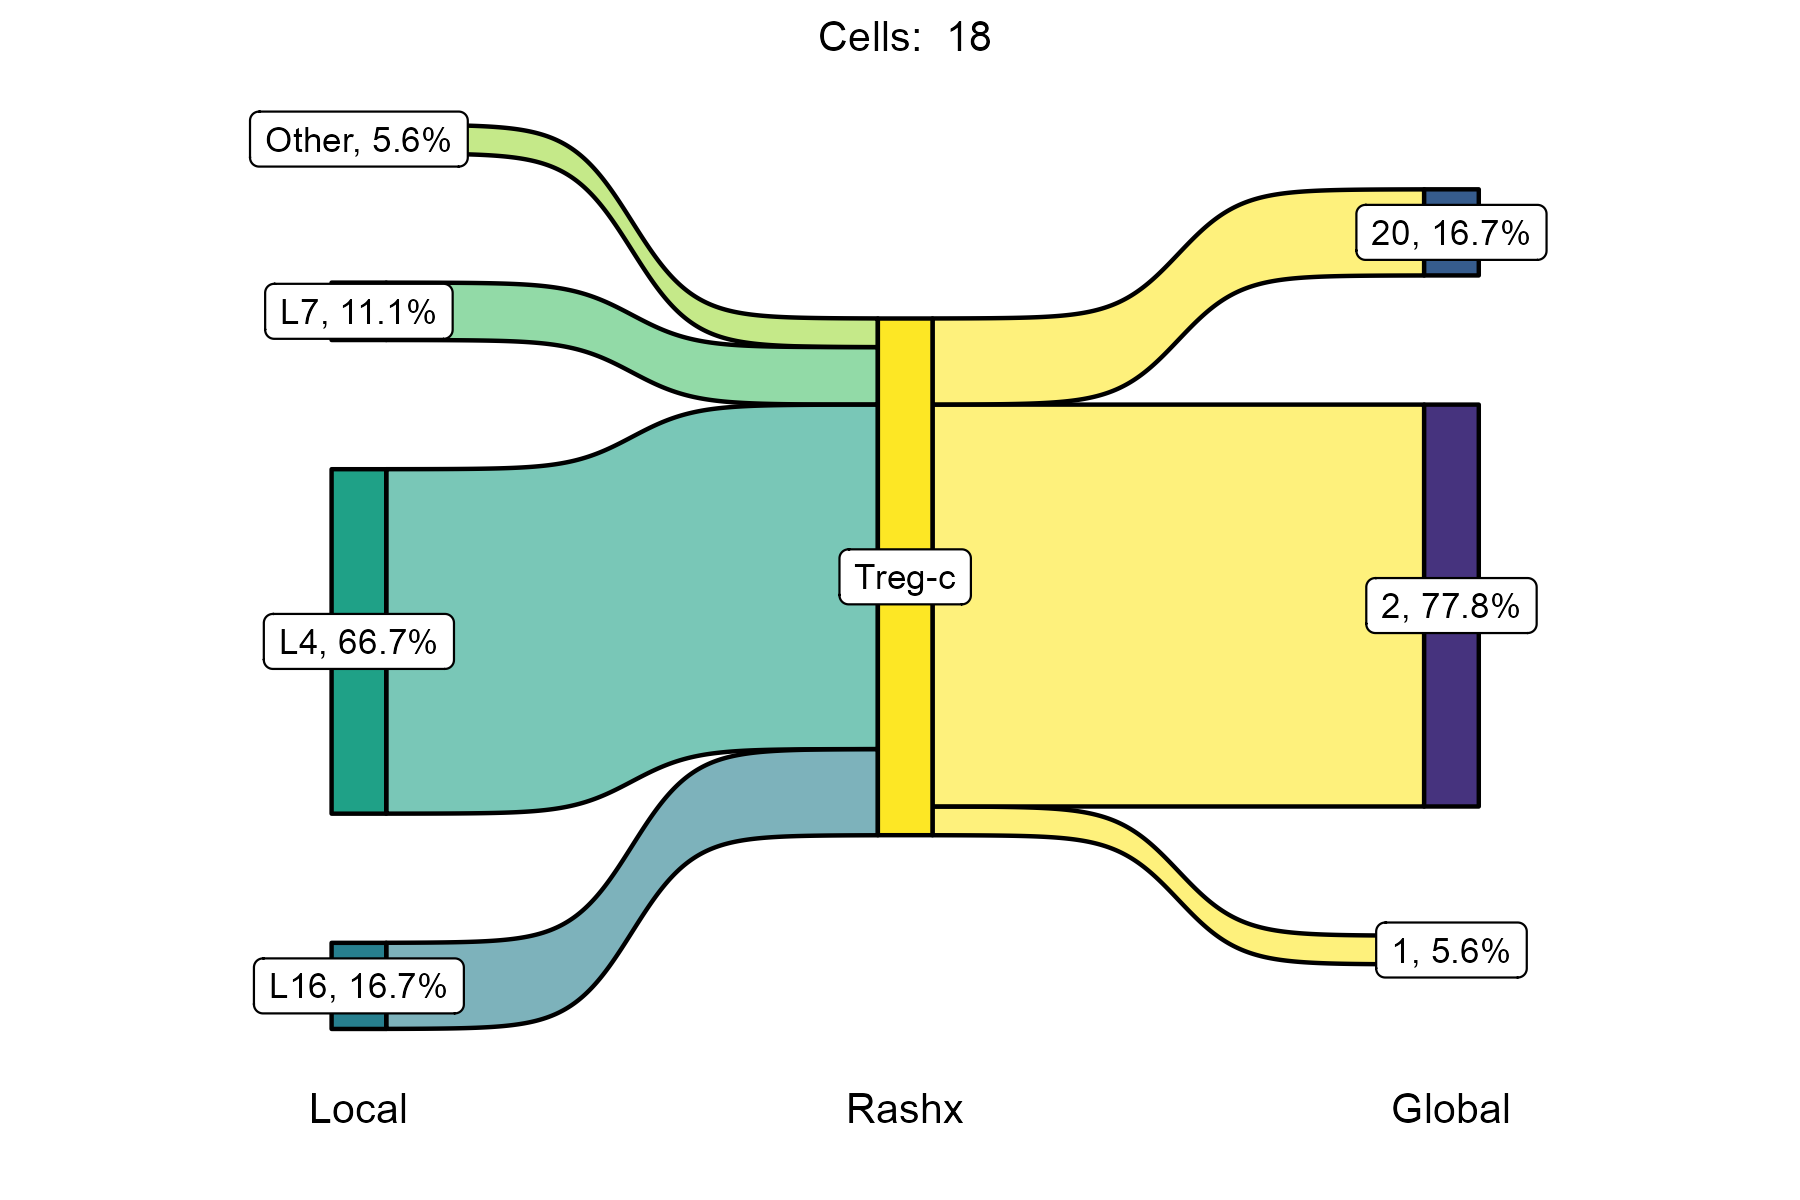 Cells:  18
Other, 5.6%
L7, 11.1%
L4, 66.7%
L16, 16.7%
Treg-c
20, 16.7%
2, 77.8%
1, 5.6%
Local
Rashx
Global